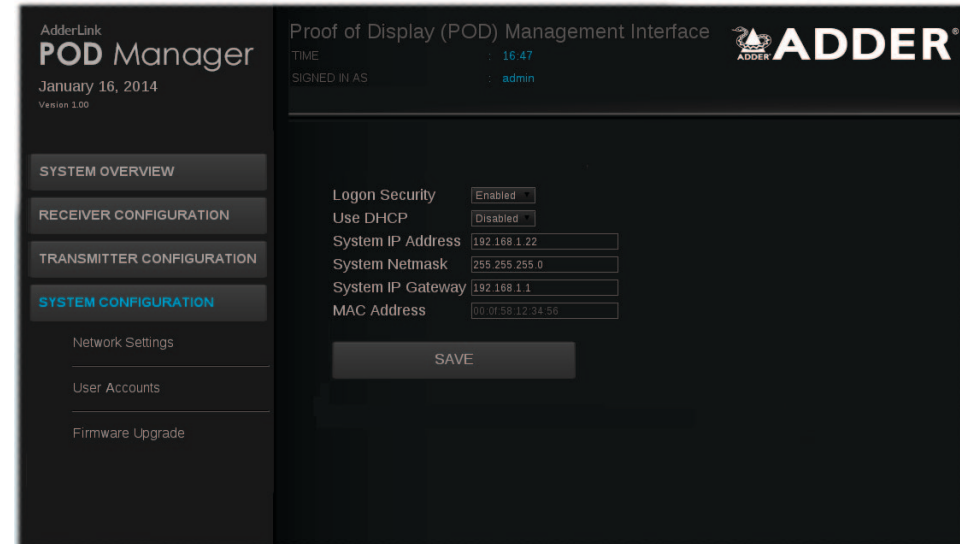 AdderLink
POD Manager
January 16, 2014
Version 1.00
Proof of Display (POD) Management Interface
TIME : 16:47
SIGNED IN AS : admin
ADDER
ADDER®
SYSTEM OVERVIEW
RECEIVER CONFIGURATION
TRANSMITTER CONFIGURATION
SYSTEM CONFIGURATION
Network Settings
User Accounts
Firmware Upgrade
Logon Security Enabled
Use DHCP Disabled
System IP Address 192.168.1.22
System Netmask 255.255.255.0
System IP Gateway 192.168.1.1
MAC Address 00:0f:58:12:34:56
SAVE